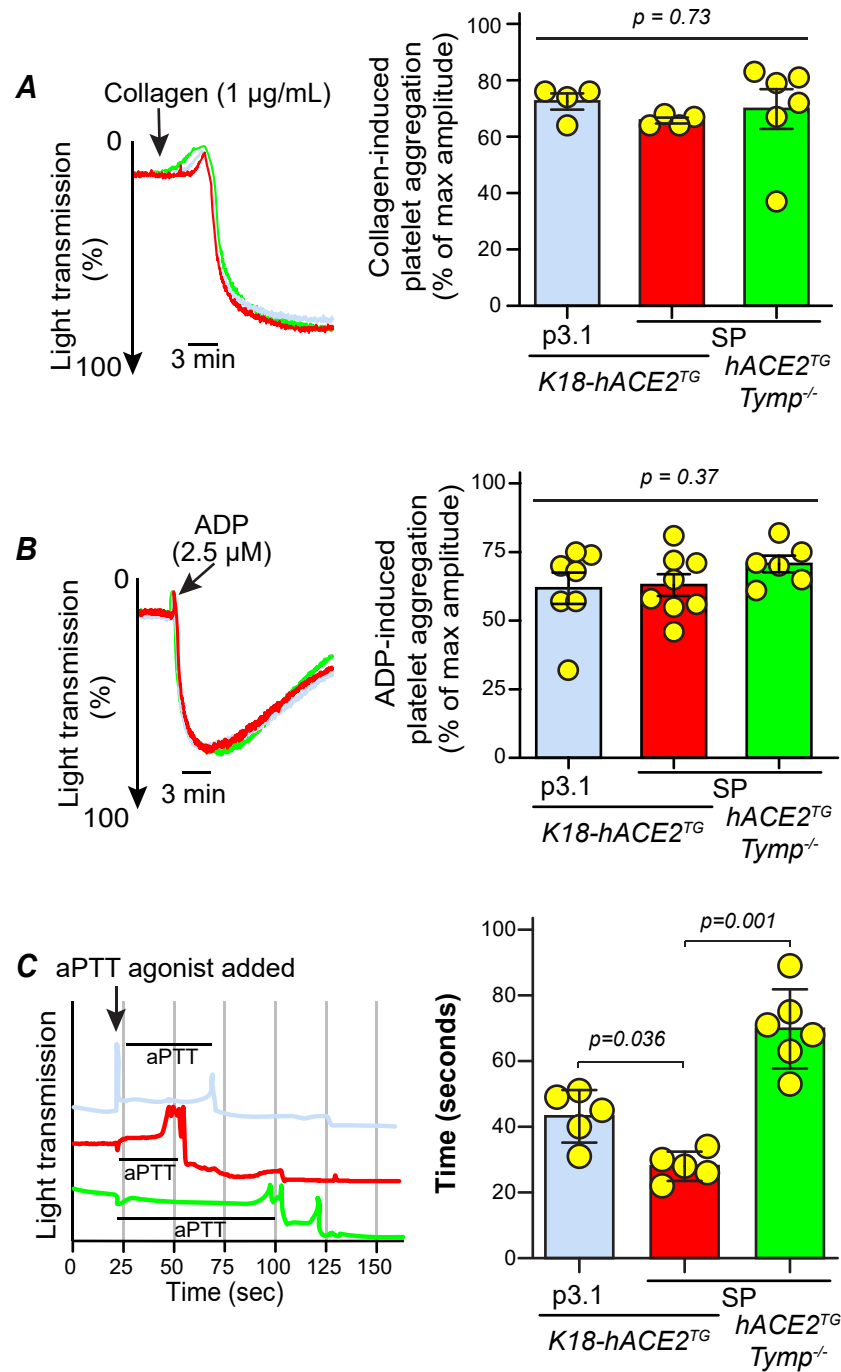 A
Collagen (1 µg/mL)
0
Light transmission
(%)
100
3 min
p = 0.73
Collagen-induced
platelet aggregation
(% of max amplitude)
100
80
60
40
20
0
p3.1
SP
K18-hACE2TG
hACE2TG
Tymp-/-
B
ADP
(2.5 µM)
0
Light transmission
(%)
100
3 min
p = 0.37
ADP-induced
platelet aggregation
(% of max amplitude)
100
75
50
25
0
p3.1
SP
K18-hACE2TG
hACE2TG
Tymp-/-
C
aPTT agonist added
Light transmission
aPTT
aPTT
aPTT
0 25 50 75 100 125 150
Time (sec)
p=0.001
p=0.036
Time (seconds)
100
80
60
40
20
0
p3.1
SP
K18-hACE2TG
hACE2TG
Tymp-/-